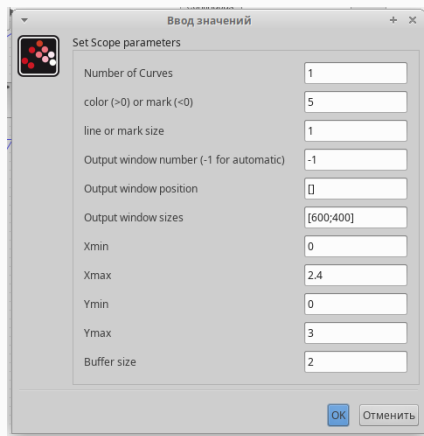 Ввод значений
Set Scope parameters
Number of Curves 1
color (>0) or mark (<0) 5
line or mark size 1
Output window number (-1 for automatic) -1
Output window position []
Output window sizes [600;400]
Xmin 0
Xmax 2.4
Ymin 0
Ymax 3
Buffer size 2
OK Отменить